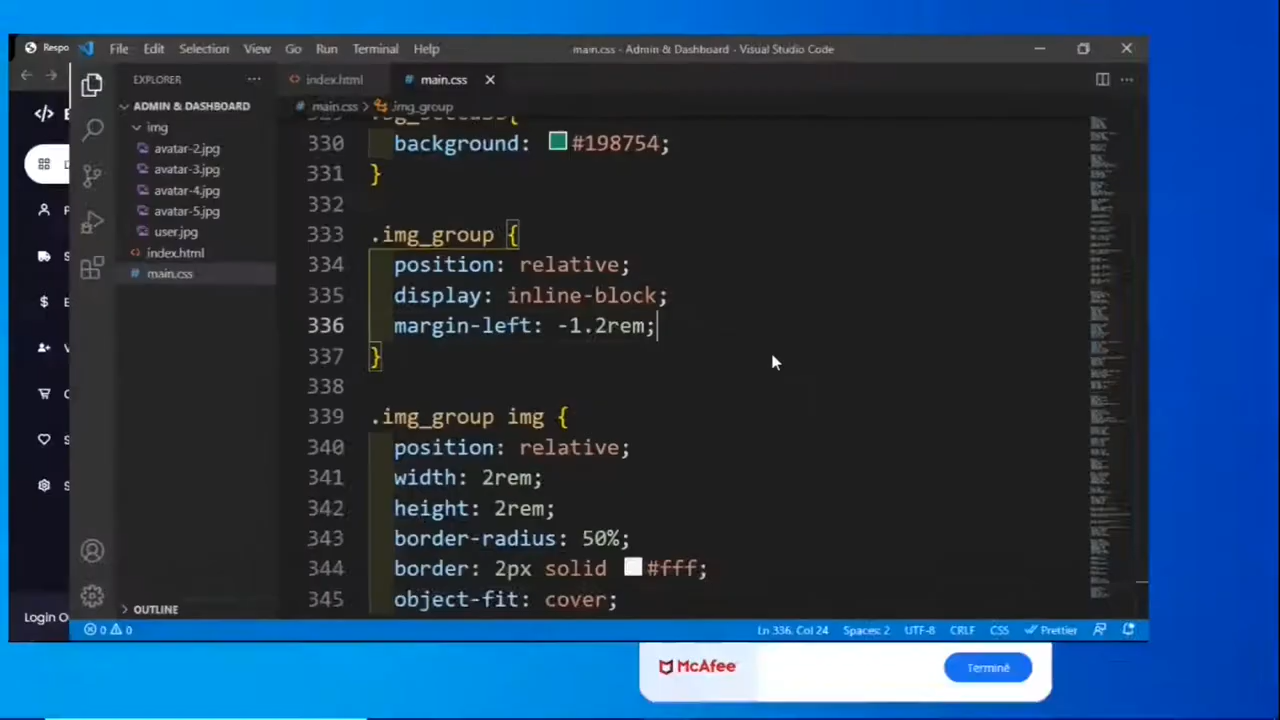 Respo
File Edit Selection View Go Run Terminal Help
main.css - Admin & Dashboard - Visual Studio Code
EXPLORER
index.html
main.css
ADMIN & DASHBOARD
main.css > .img_group
img
avatar-2.jpg
avatar-3.jpg
avatar-4.jpg
avatar-5.jpg
user.jpg
index.html
main.css
330 background: #198754;
331 }
332
333 .img_group {
334 position: relative;
335 display: inline-block;
336 margin-left: -1.2rem;
337 }
338
339 .img_group img {
340 position: relative;
341 width: 2rem;
342 height: 2rem;
343 border-radius: 50%;
344 border: 2px solid #fff;
345 object-fit: cover;
OUTLINE
Login O
0 0
Ln 336, Col 24 Spaces: 2 UTF-8 CRLF CSS Prettier
McAfee
Terminé